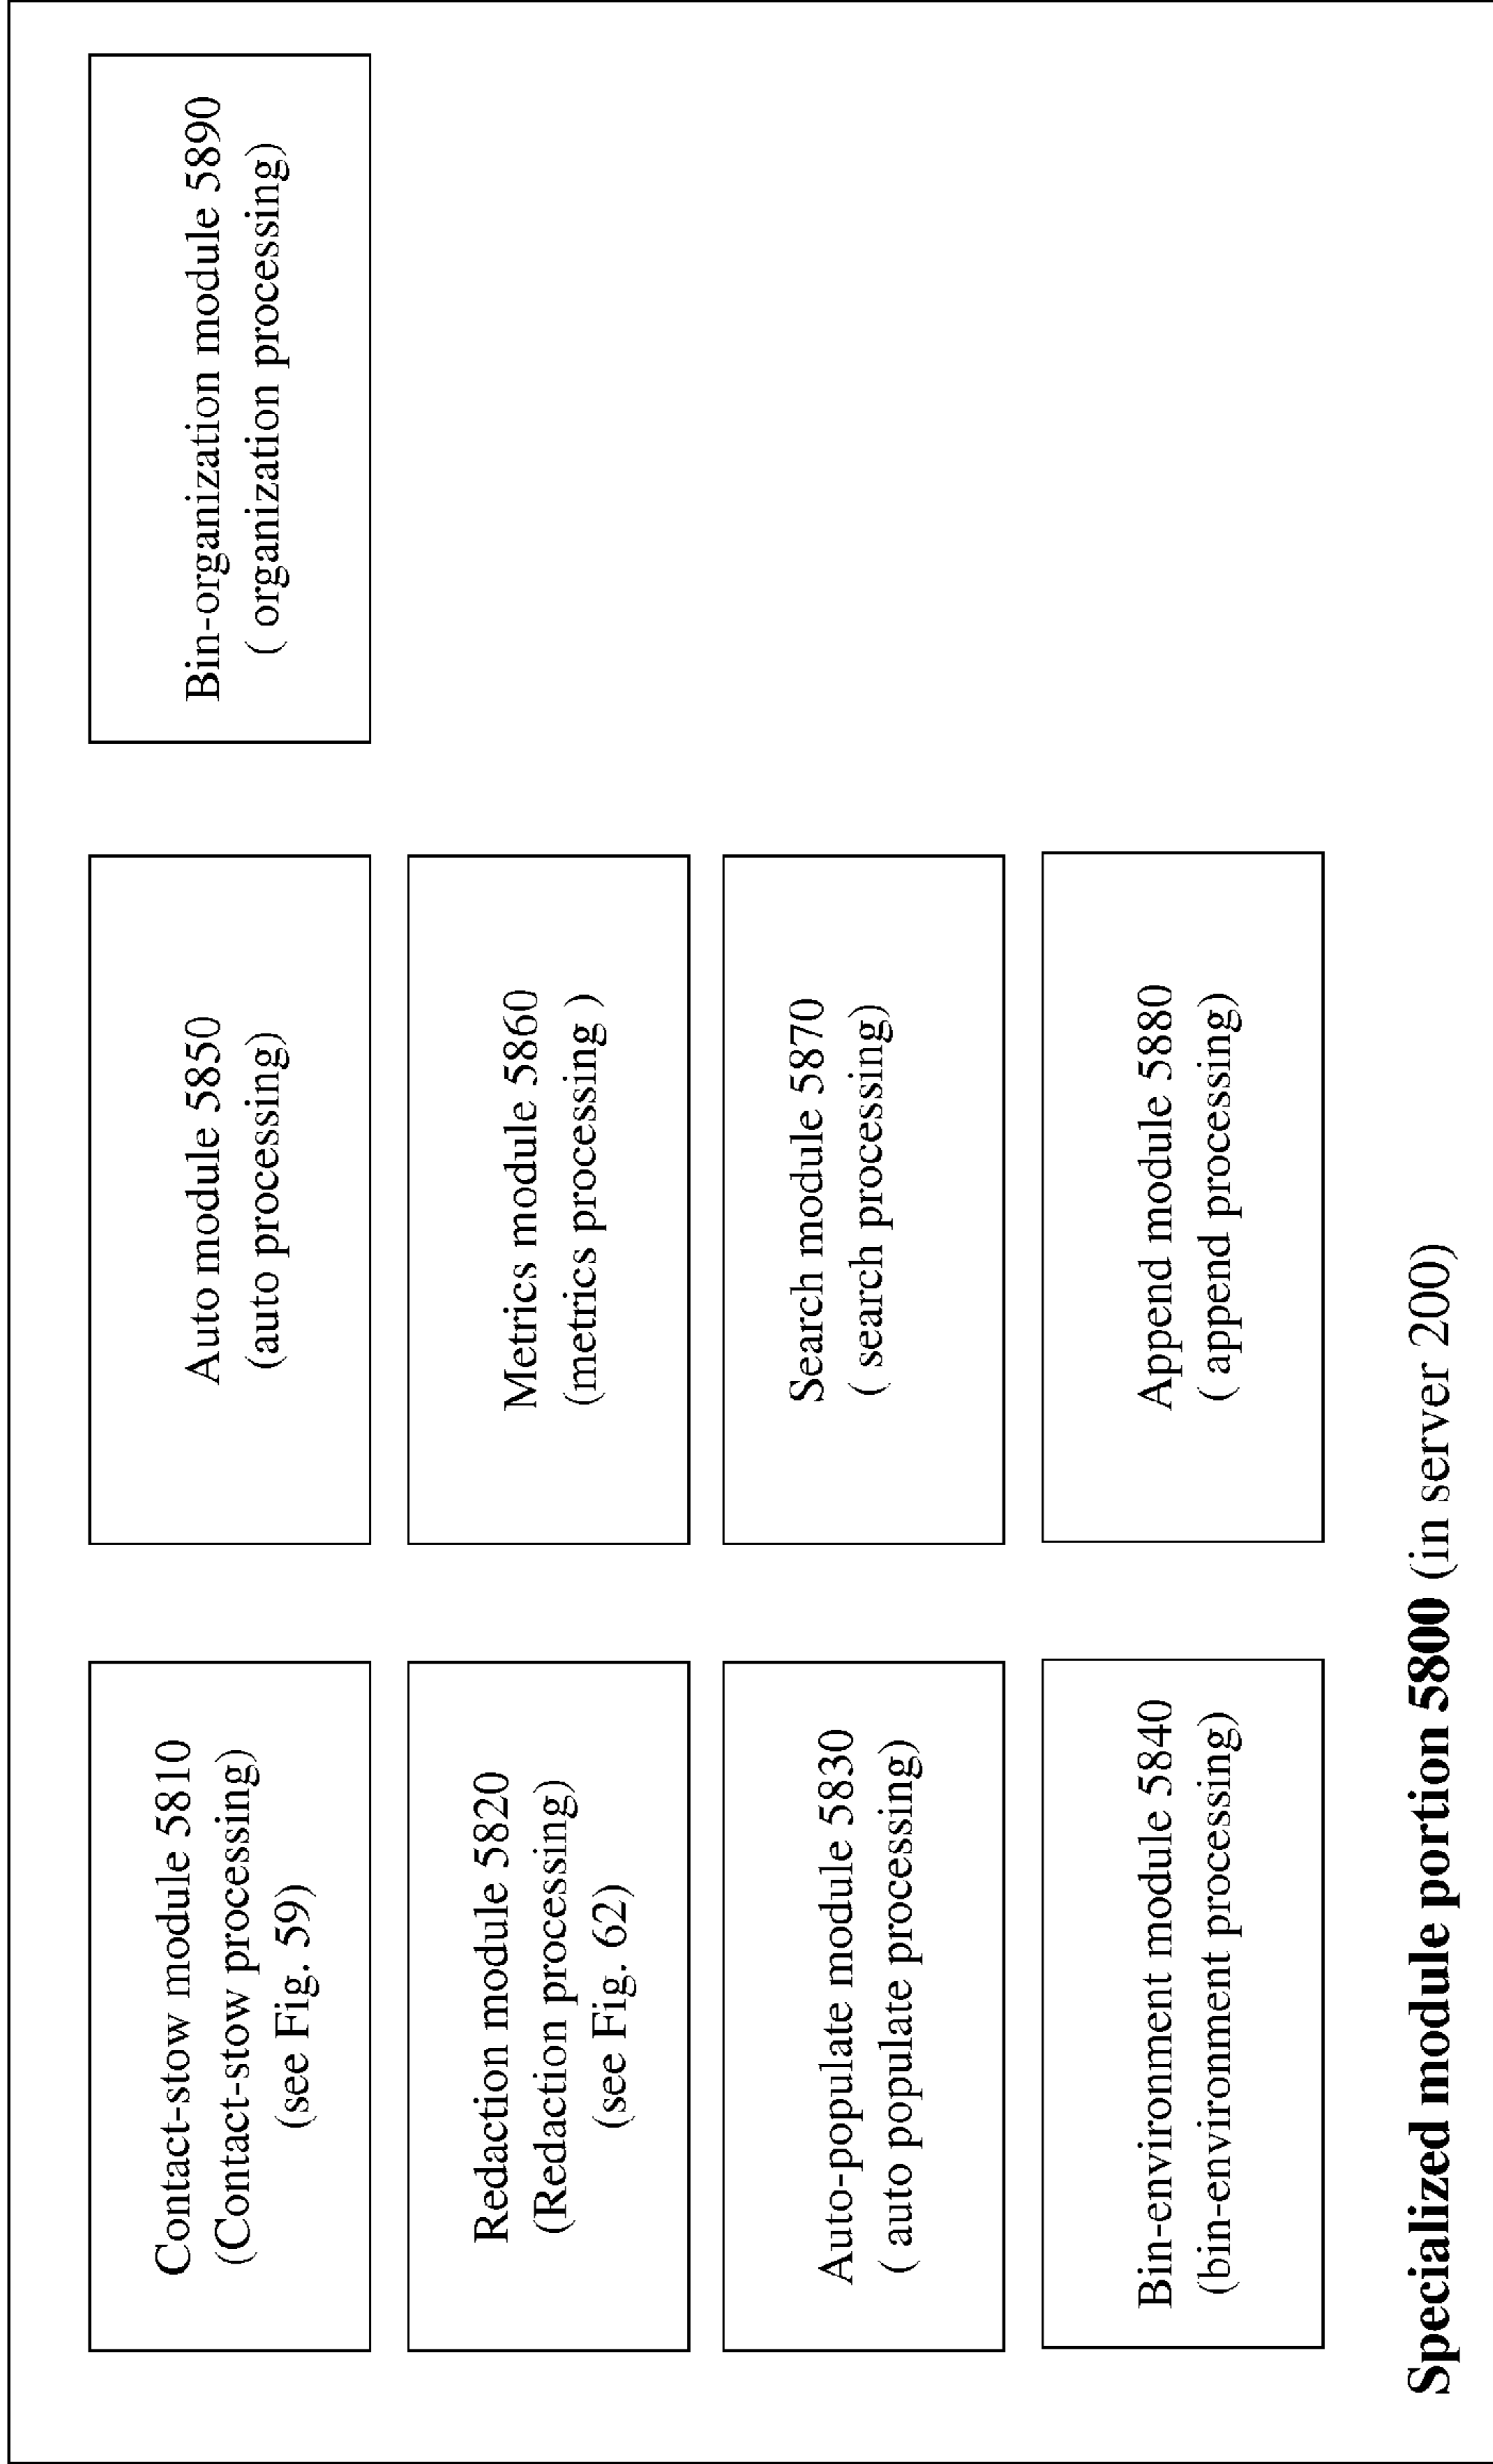 Contact-stow module 5810
(Contact-stow processing)
(see Fig. 59)
Redaction module 5820
(Redaction processing)
(see Fig. 62)
Auto-populate module 5830
( auto populate processing)
Bin-environment module 5840
(bin-environment processing)
Auto module 5850
(auto processing)
Metrics module 5860
(metrics processing )
Search module 5870
( search processing)
Append module 5880
( append processing)
Bin-organization module 5890
( organization processing)
Specialized module portion 5800 (in server 200)